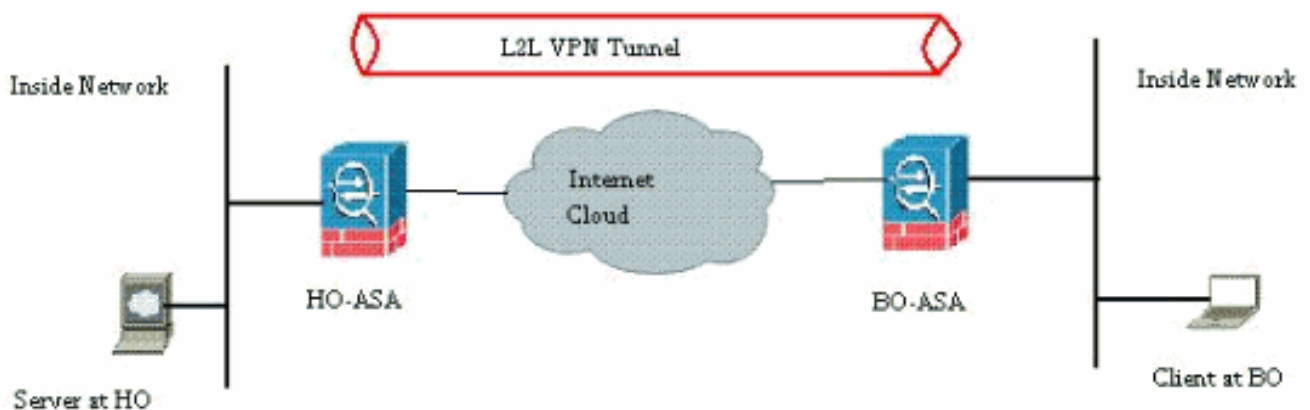 L2L VPN Tunnel
Inside Network
Inside Network
Internet
Cloud
HO-ASA
BO-ASA
Server at HO
Client at BO